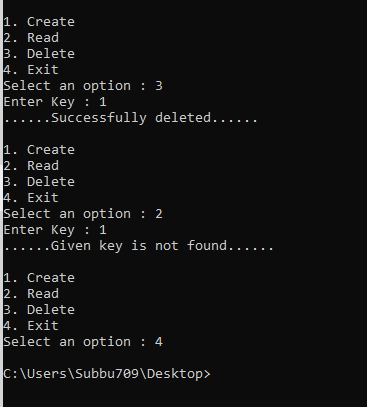 1. Create
2. Read
3. Delete
4. Exit
Select an option : 3
Enter Key : 1
......Successfully deleted......
1. Create
2. Read
3. Delete
4. Exit
Select an option : 2
Enter Key : 1
......Given key is not found......
1. Create
2. Read
3. Delete
4. Exit
Select an option : 4
C:\Users\Subbu709\Desktop>